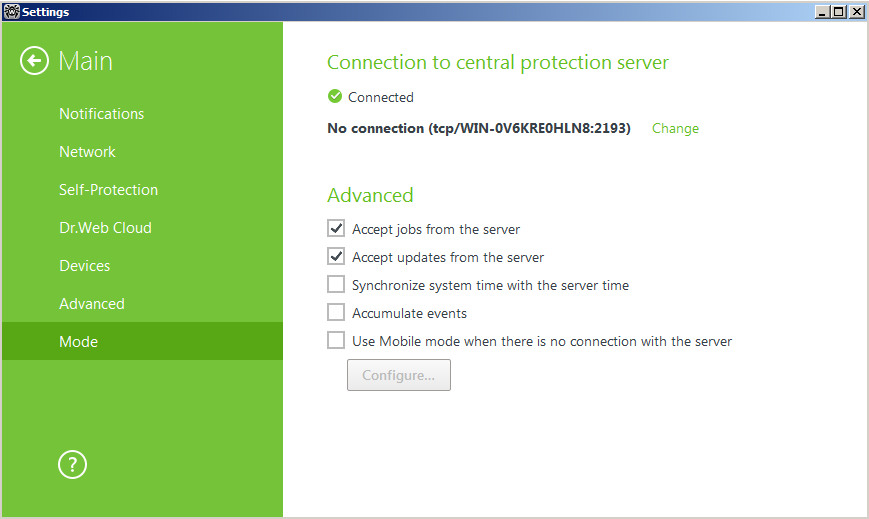 Settings
Main
Notifications
Network
Self-Protection
Dr.Web Cloud
Devices
Advanced
Mode
?
Connection to central protection server
Connected
No connection (tcp/WIN-0V6KRE0HLN8:2193) Change
Advanced
Accept jobs from the server
Accept updates from the server
Synchronize system time with the server time
Accumulate events
Use Mobile mode when there is no connection with the server
Configure...